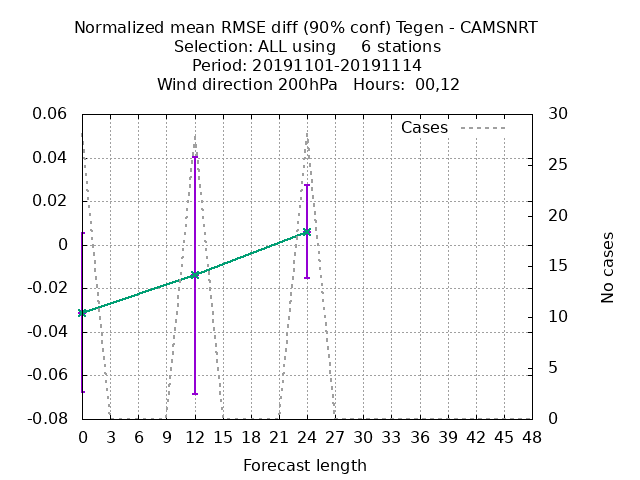 Normalized mean RMSE diff (90% conf) Tegen - CAMSNRT
Selection: ALL using     6 stations
Period: 20191101-20191114
Wind direction 200hPa   Hours:  00,12
Cases
0.06
0.04
0.02
0
-0.02
-0.04
-0.06
-0.08
30
25
20
15
10
5
0
No cases
0 3 6 9 12 15 18 21 24 27 30 33 36 39 42 45 48
Forecast length